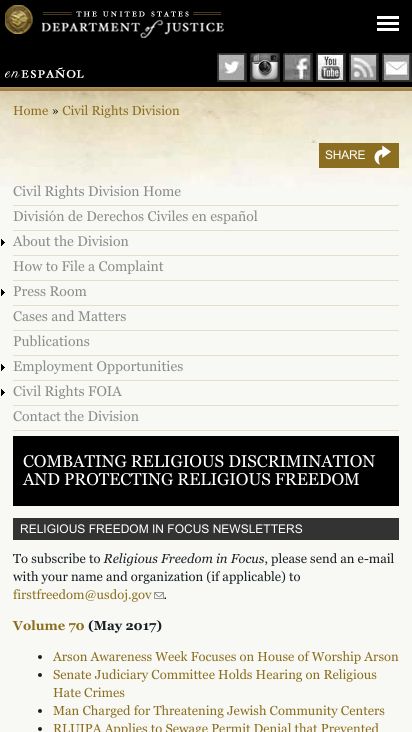 THE UNITED STATES
DEPARTMENT of JUSTICE
en ESPAÑOL
You
Tube
Home » Civil Rights Division
SHARE
Civil Rights Division Home
División de Derechos Civiles en español
About the Division
How to File a Complaint
Press Room
Cases and Matters
Publications
Employment Opportunities
Civil Rights FOIA
Contact the Division
COMBATING RELIGIOUS DISCRIMINATION
AND PROTECTING RELIGIOUS FREEDOM
RELIGIOUS FREEDOM IN FOCUS NEWSLETTERS
To subscribe to Religious Freedom in Focus, please send an e-mail
with your name and organization (if applicable) to
firstfreedom@usdoj.gov.
Volume 70 (May 2017)
• Arson Awareness Week Focuses on House of Worship Arson
• Senate Judiciary Committee Holds Hearing on Religious
Hate Crimes
• Man Charged for Threatening Jewish Community Centers
• RLUIPA Applies to Sewage Permit Denial that Prevented